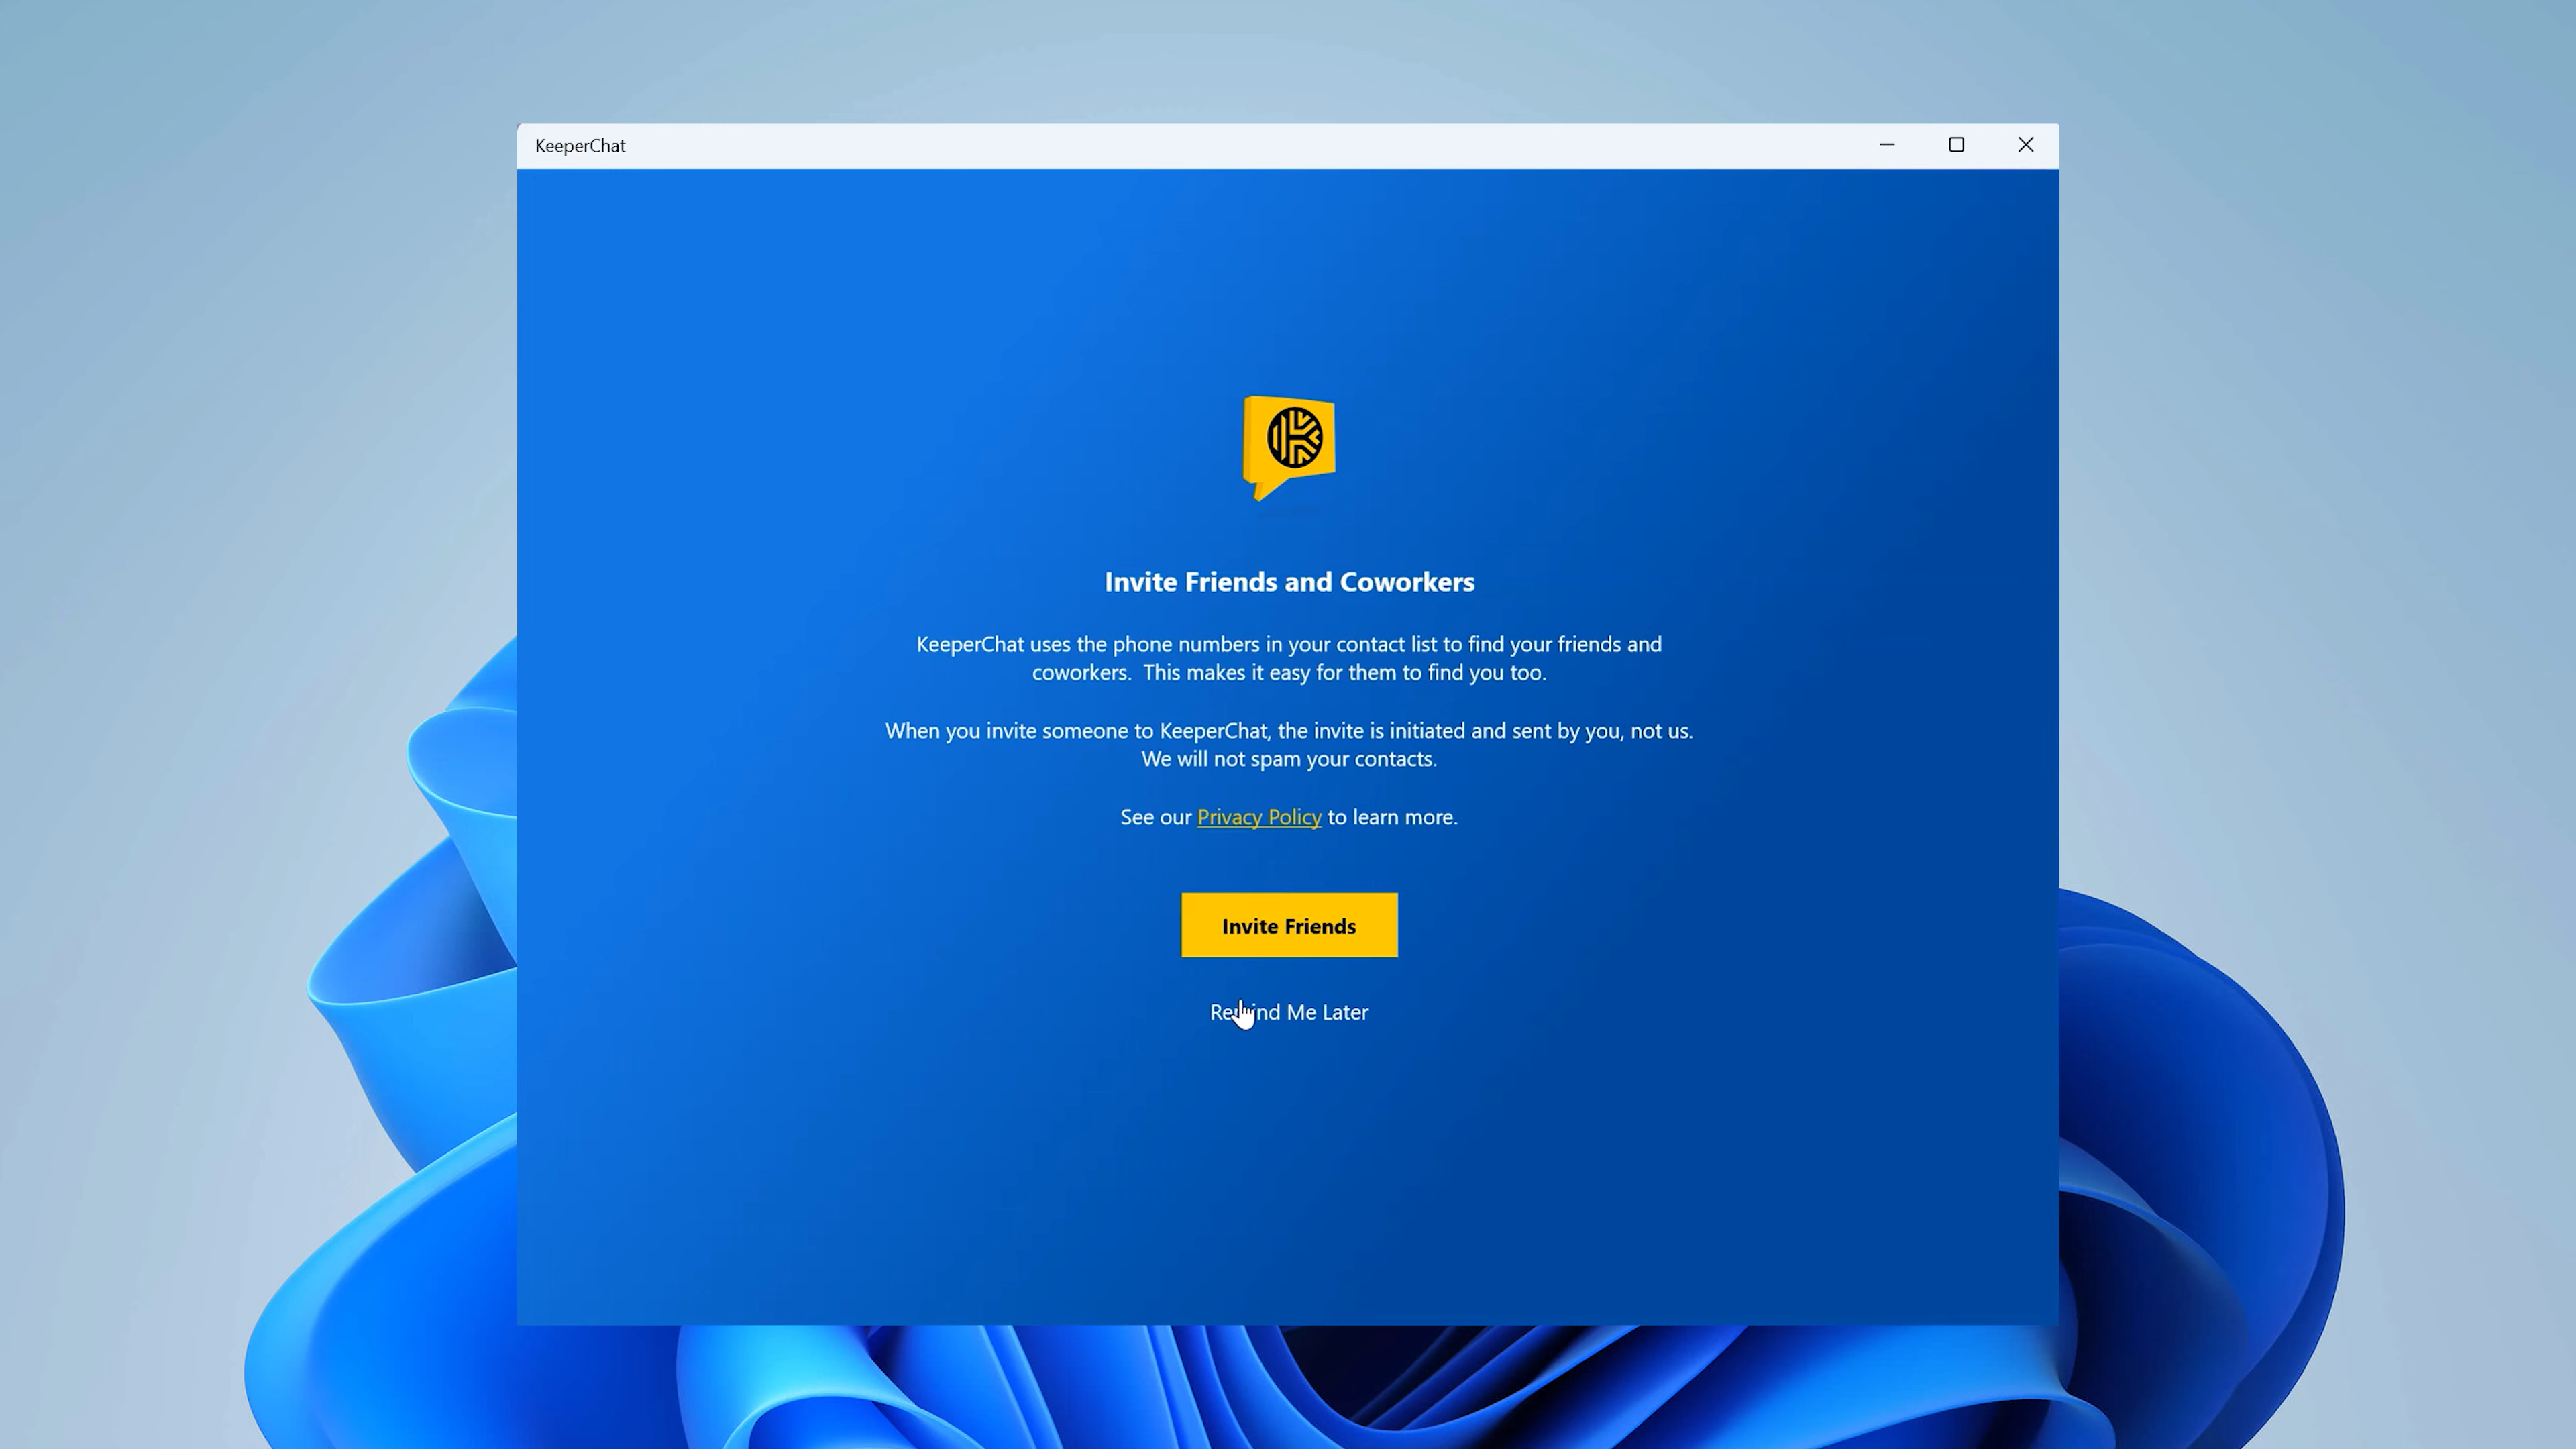 KeeperChat
Invite Friends and Coworkers
KeeperChat uses the phone numbers in your contact list to find your friends and
coworkers.  This makes it easy for them to find you too.
When you invite someone to KeeperChat, the invite is initiated and sent by you, not us.
We will not spam your contacts.
See our Privacy Policy to learn more.
Invite Friends
Remind Me Later